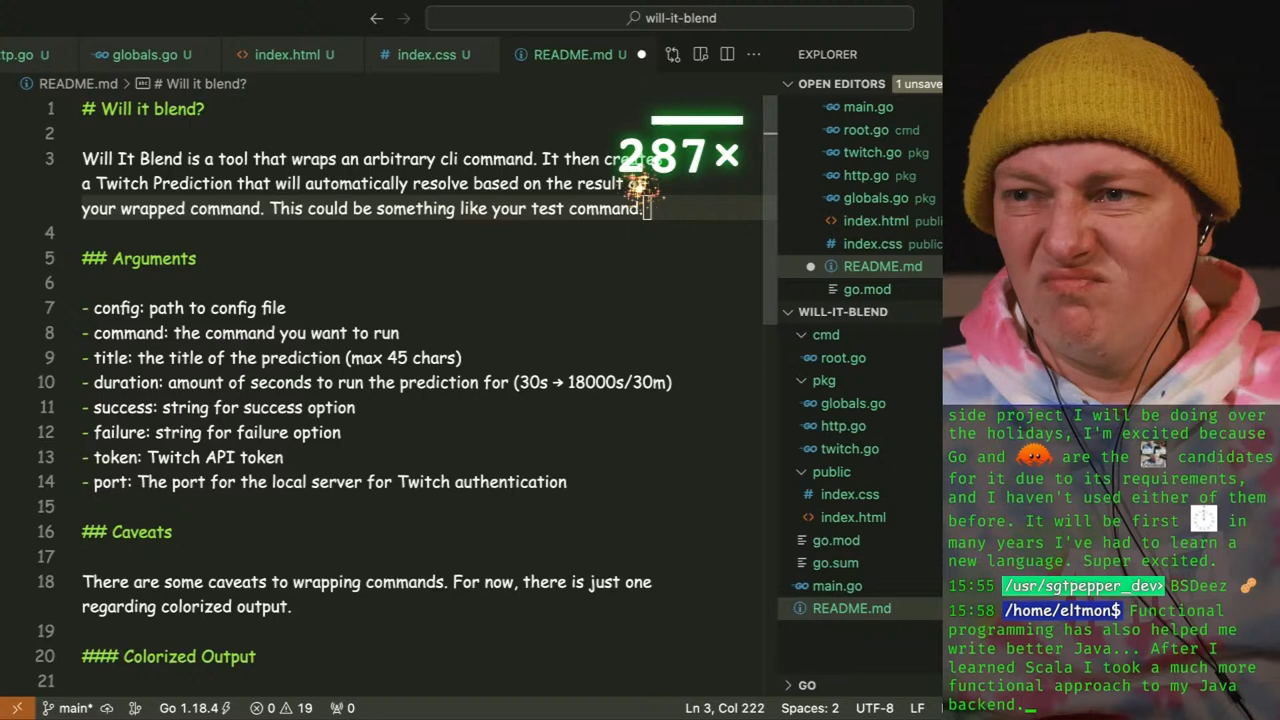 will-it-blend
tp.go U
globals.go U
index.html U
index.css U
README.md U
README.md > # Will it blend?
1 # Will it blend?
2
3 Will It Blend is a tool that wraps an arbitrary cli command. It then
a Twitch Prediction that will automatically resolve based on the result
your wrapped command. This could be something like your test command.
4
5 ## Arguments
6
7 - config: path to config file
8 - command: the command you want to run
9 - title: the title of the prediction (max 45 chars)
10 - duration: amount of seconds to run the prediction for (30s → 18000s/30m)
11 - success: string for success option
12 - failure: string for failure option
13 - token: Twitch API token
14 - port: The port for the local server for Twitch authentication
15
16 ## Caveats
17
18 There are some caveats to wrapping commands. For now, there is just one
regarding colorized output.
19
20 #### Colorized Output
21
287×
EXPLORER
OPEN EDITORS 1 unsave
main.go
root.go cmd
twitch.go pkg
http.go pkg
globals.go pkg
index.html publi
index.css public
README.md
go.mod
WILL-IT-BLEND
cmd
root.go
pkg
globals.go
http.go
twitch.go
public
index.css
index.html
go.mod
go.sum
main.go
README.md
GO
side project I will be doing over
the holidays, I'm excited because
Go and are the candidates
for it due to its requirements,
and I haven't used either of them
before. It will be first in
many years I've had to learn a
new language. Super excited.
15:55 /usr/sgtpepper_dev> BSDeez
15:58 /home/eltmon$ Functional
programming has also helped me
write better Java... After I
learned Scala I took a much more
functional approach to my Java
backend._
main* Go 1.18.4 0 19 0 Ln 3, Col 222 Spaces: 2 UTF-8 LF